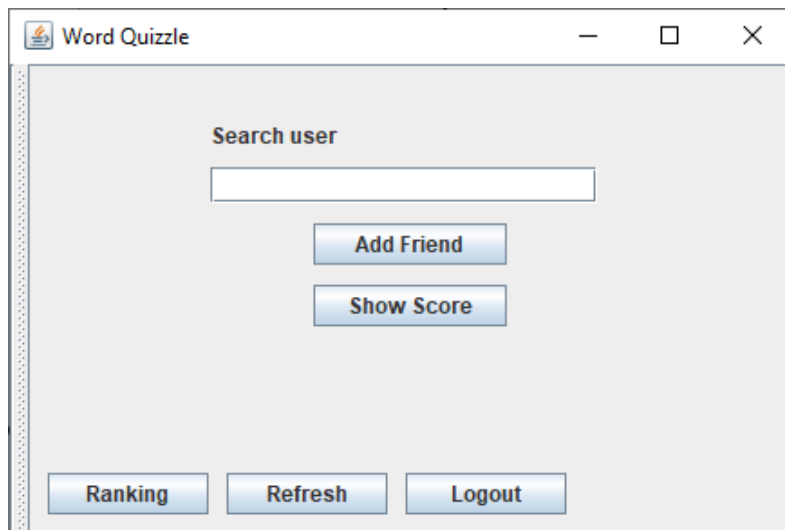 Word Quizzle
Search user
Add Friend
Show Score
Ranking Refresh Logout